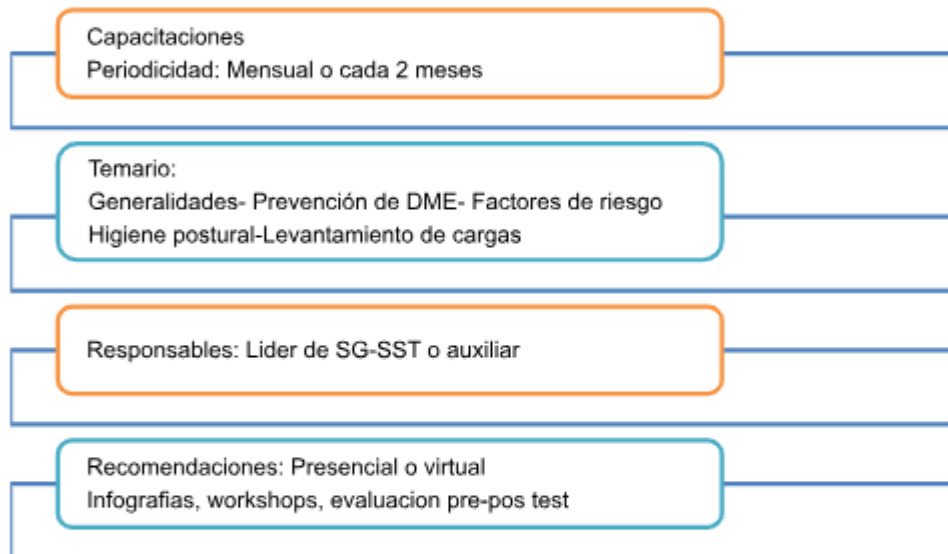 Capacitaciones
Periodicidad: Mensual o cada 2 meses
Temario:
Generalidades- Prevención de DME- Factores de riesgo
Higiene postural-Levantamiento de cargas
Responsables: Lider de SG-SST o auxiliar
Recomendaciones: Presencial o virtual
Infografias, workshops, evaluacion pre-pos test